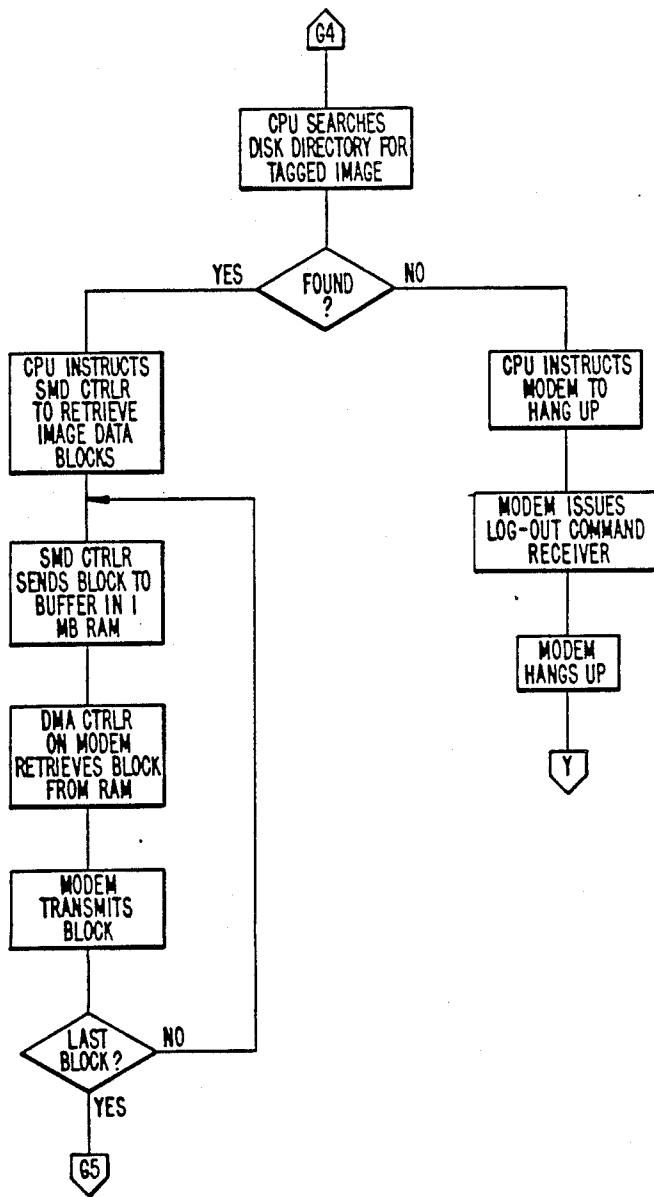 G4
CPU SEARCHES
DISK DIRECTORY FOR
TAGGED IMAGE
YES
FOUND
?
NO
CPU INSTRUCTS
SMD CTRLR
TO RETRIEVE
IMAGE DATA
BLOCKS
SMD CTRLR
SENDS BLOCK TO
BUFFER IN 1
MB RAM
DMA CTRLR
ON MODEM
RETRIEVES BLOCK
FROM RAM
MODEM
TRANSMITS
BLOCK
LAST
BLOCK?
NO
YES
G5
CPU INSTRUCTS
MODEM TO
HANG UP
MODEM ISSUES
LOG-OUT COMMAND
RECEIVER
MODEM
HANGS UP
Y